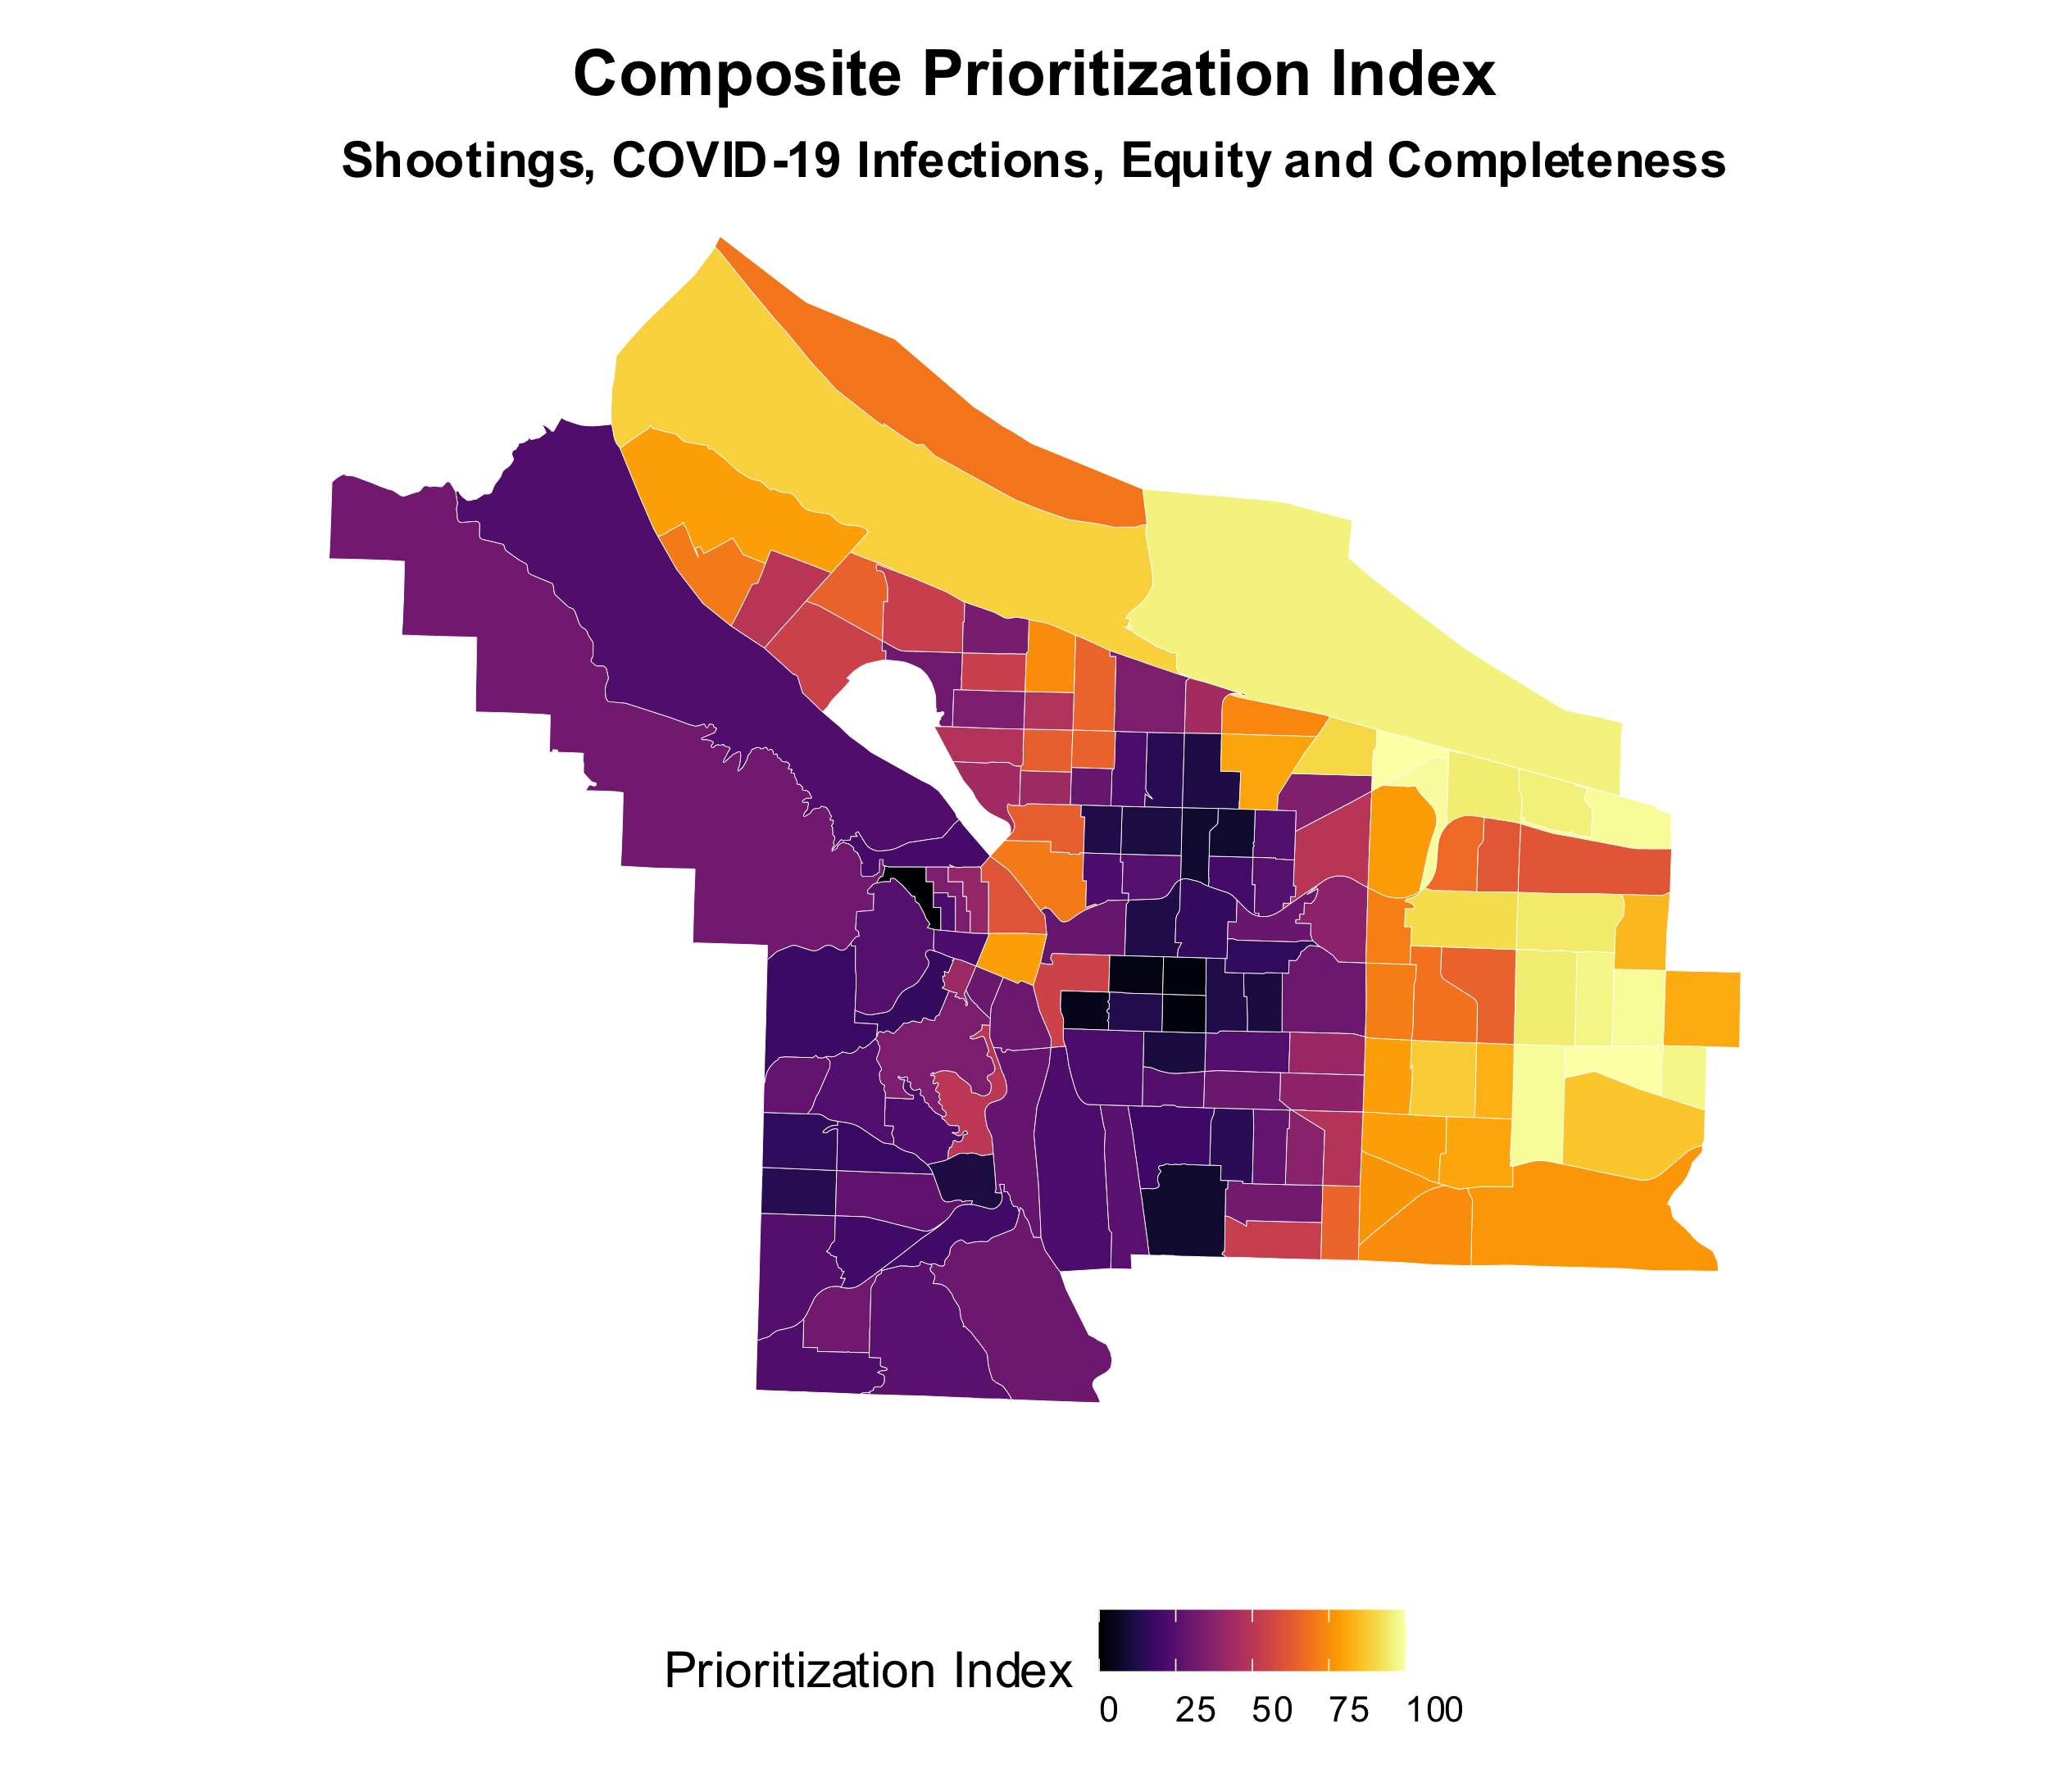 Composite Prioritization Index
Shootings, COVID-19 Infections, Equity and Completeness
Prioritization Index
0 25 50 75 100